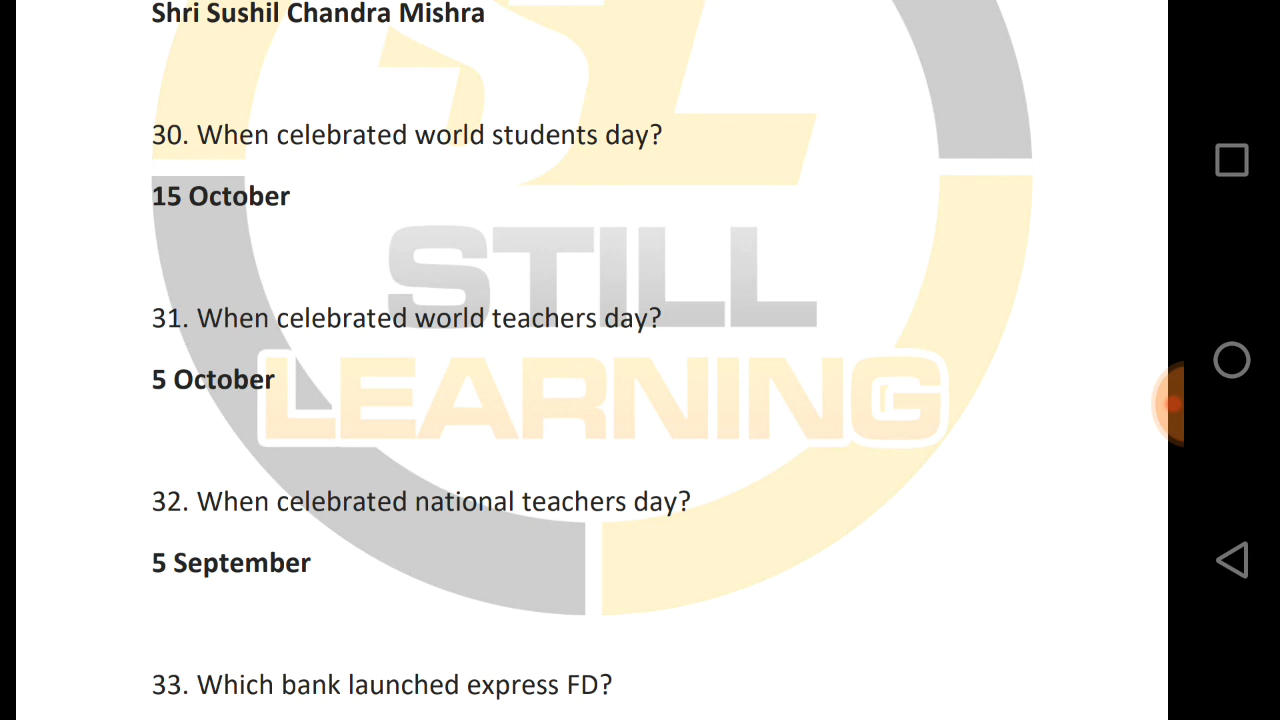 Shri Sushil Chandra Mishra
30. When celebrated world students day?
15 October
STILL
31. When celebrated world teachers day?
5 October
LEARNING
32. When celebrated national teachers day?
5 September
33. Which bank launched express FD?